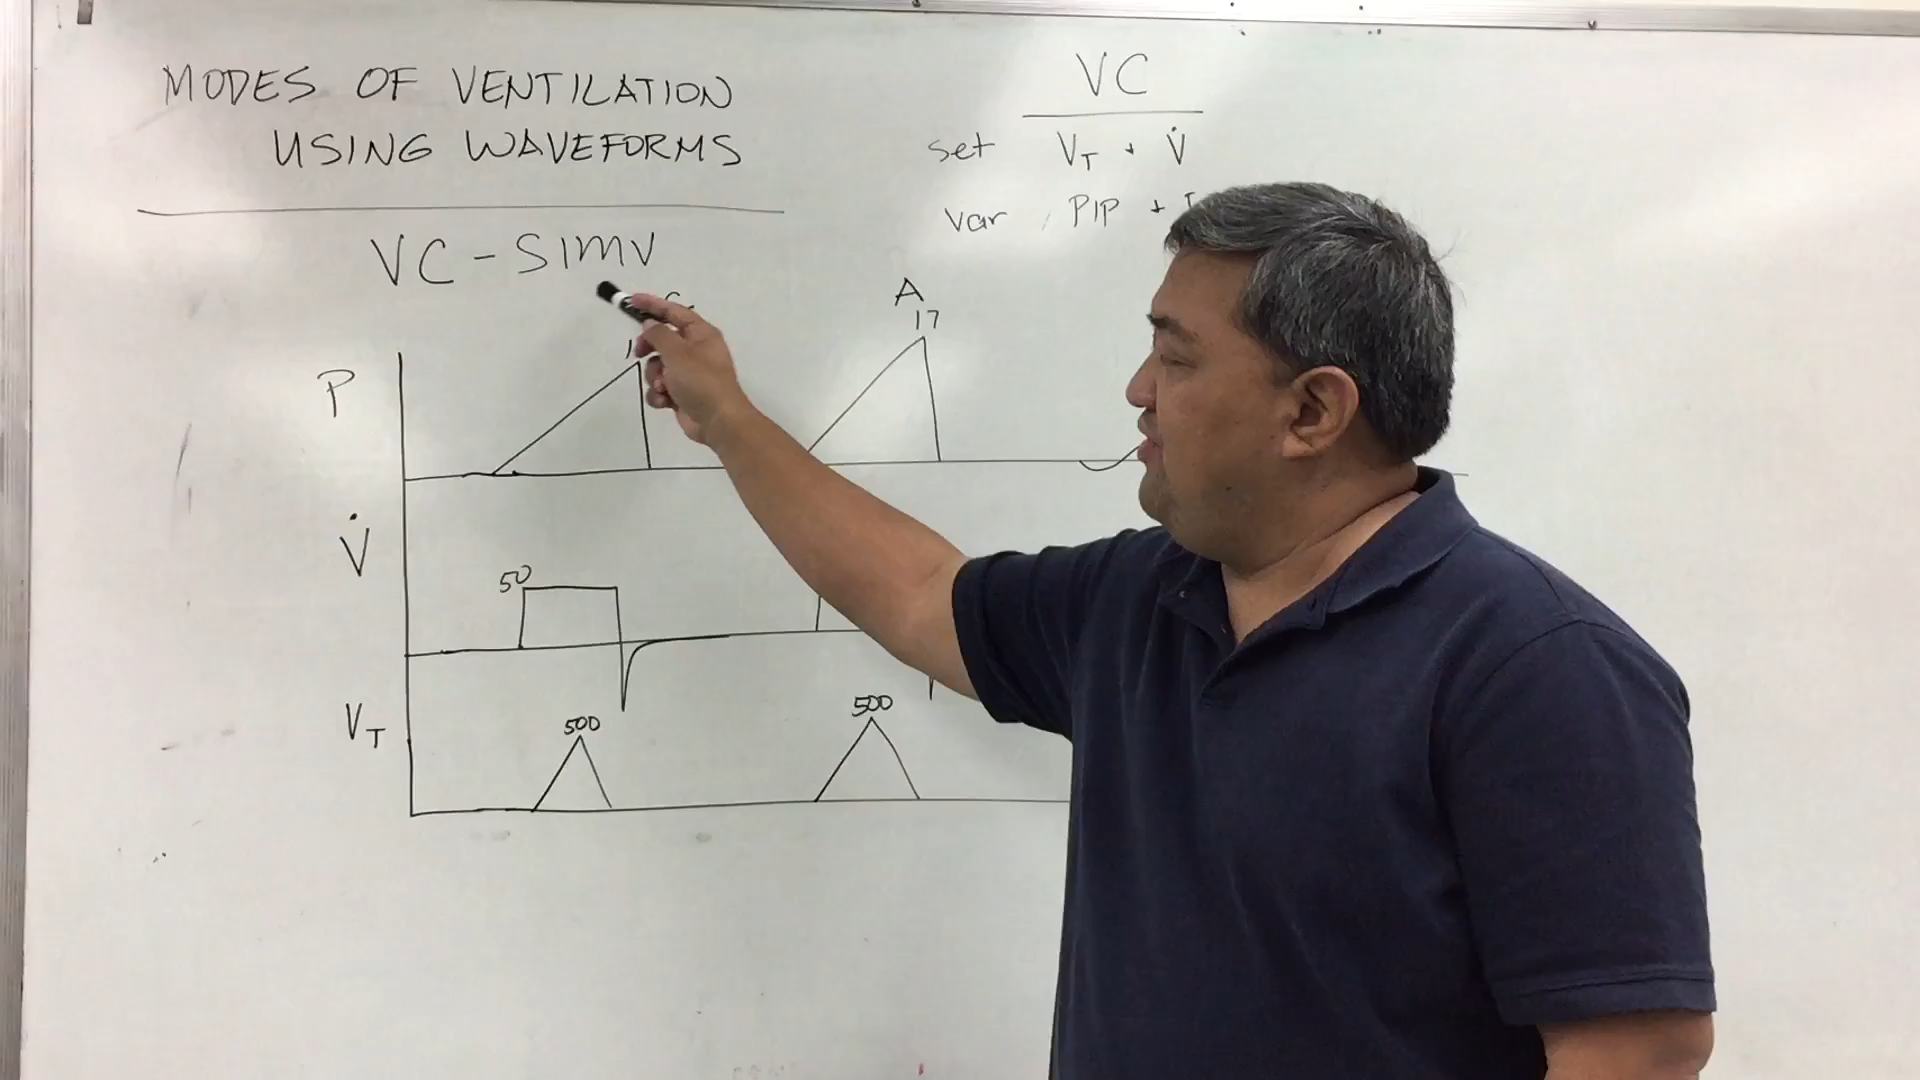 MODES OF VENTILATION
USING WAVEFORMS
VC
set VT + V̇
var PIP +
VC - SIMV
A
17
P
V̇
50
VT
500
500